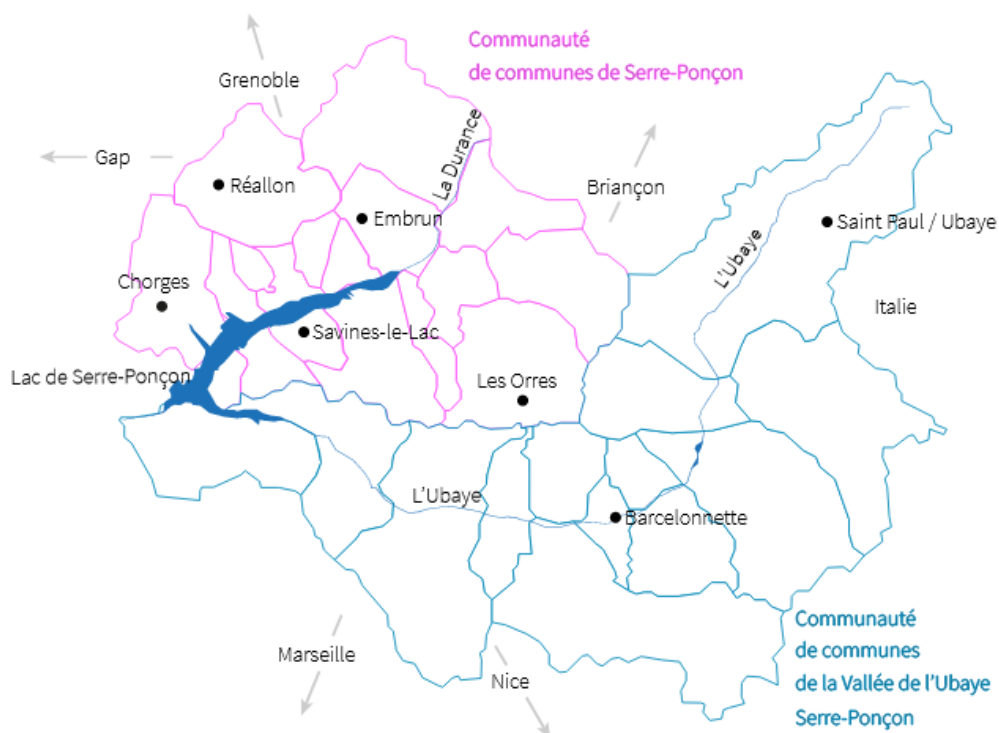 Communauté
de communes de Serre-Ponçon
Grenoble
La Durance
Gap
Réallon
Briançon
Embrun
Saint Paul / Ubaye
L'Ubaye
Chorges
Italie
Savines-le-Lac
Lac de Serre-Ponçon
Les Orres
L'Ubaye
Barcelonnette
Communauté
de communes
de la Vallée de l'Ubaye
Serre-Ponçon
Marseille
Nice